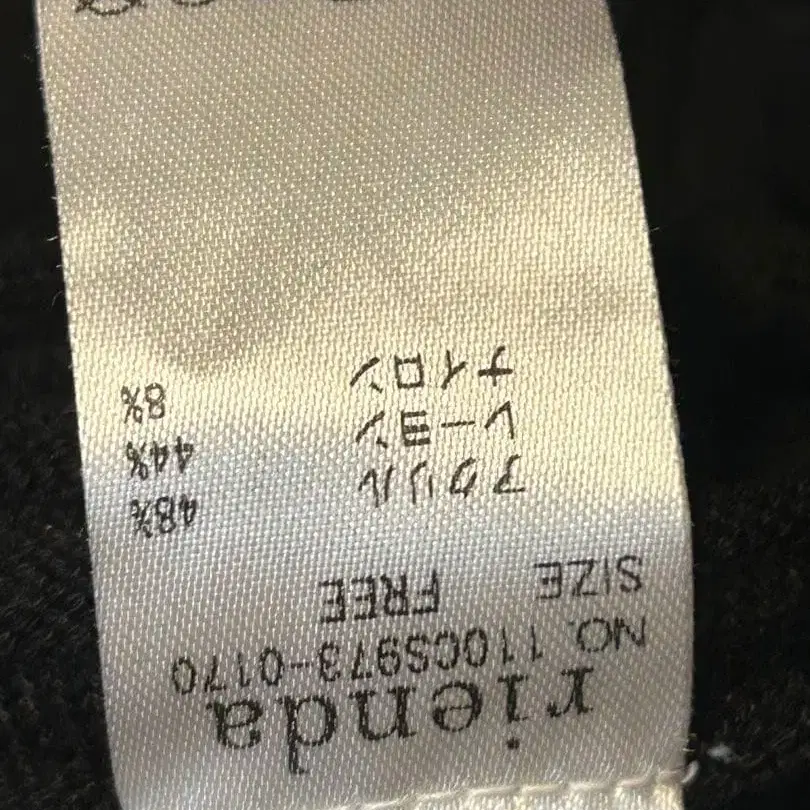 rienda
NO. 110CS973-0170
SIZE FREE
アクリル 48%
レーヨン 44%
ナイロン 8%